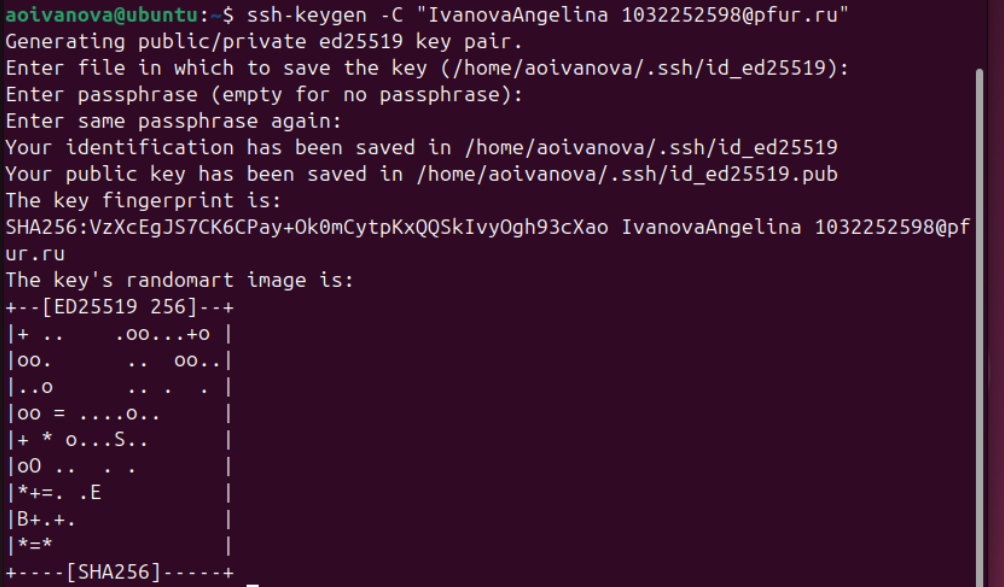 aoivanova@ubuntu:~$ ssh-keygen -C "IvanovaAngelina 1032252598@pfur.ru"
Generating public/private ed25519 key pair.
Enter file in which to save the key (/home/aoivanova/.ssh/id_ed25519):
Enter passphrase (empty for no passphrase):
Enter same passphrase again:
Your identification has been saved in /home/aoivanova/.ssh/id_ed25519
Your public key has been saved in /home/aoivanova/.ssh/id_ed25519.pub
The key fingerprint is:
SHA256:VzXcEgJS7CK6CPay+Ok0mCytpKxQQSkIvyOgh93cXao IvanovaAngelina 1032252598@pf
ur.ru
The key's randomart image is:
+--[ED25519 256]--+
|+ ..    .oo...+o |
|oo.      ..  oo..|
|..o      .. .  . |
|oo = ....o..     |
|+ * o...S..      |
|oO ..  . .       |
|*+=. .E          |
|B+.+.            |
|*=*              |
+----[SHA256]-----+